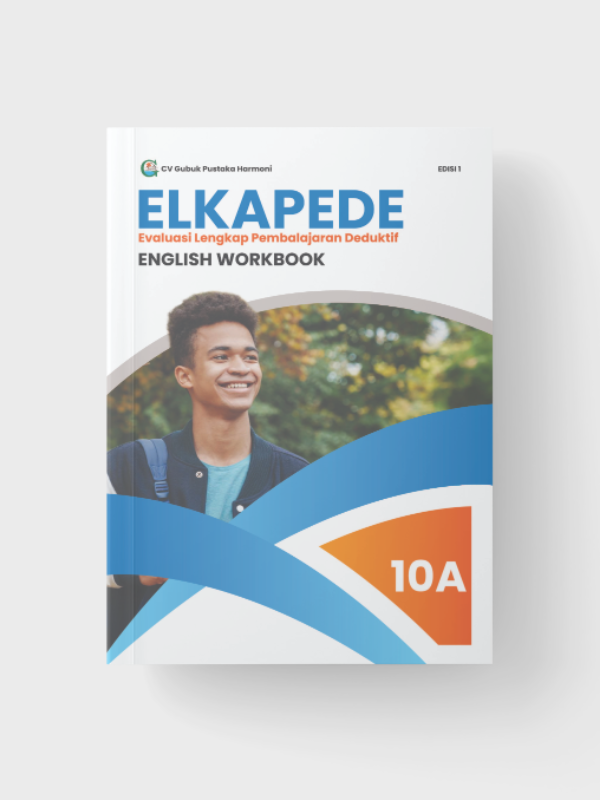 CV Gubuk Pustaka Harmoni
EDISI 1
ELKAPEDE
Evaluasi Lengkap Pembalajaran Deduktif
ENGLISH WORKBOOK
10A